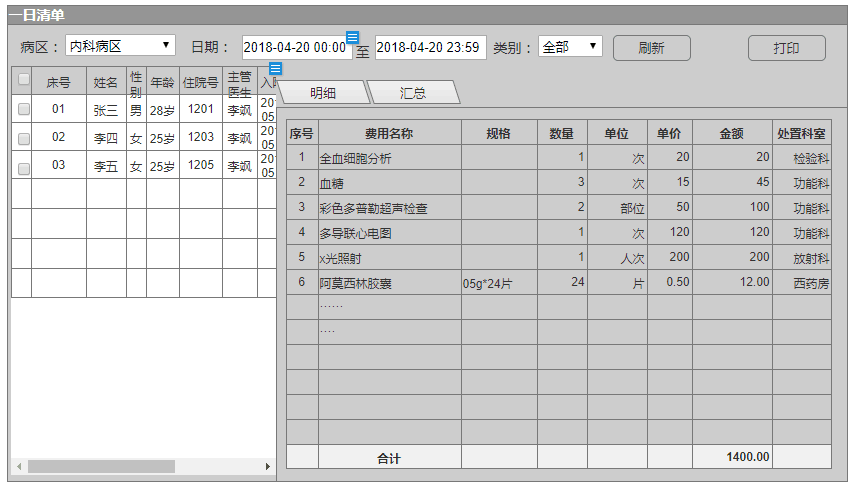 一日清单
病区： 内科病区 日期： 2018-04-20 00:00 至 2018-04-20 23:59 类别： 全部 刷新 打印
床号 姓名 性别 年龄 住院号 主管医生
01 张三 男 28岁 1201 李飒
02 李四 女 25岁 1203 李飒
03 李五 女 25岁 1205 李飒
明细 汇总
序号 费用名称 规格 数量 单位 单价 金额 处置科室
1 全血细胞分析 1 次 20 20 检验科
2 血糖 3 次 15 45 功能科
3 彩色多普勒超声检查 2 部位 50 100 功能科
4 多导联心电图 1 次 120 120 功能科
5 x光照射 1 人次 200 200 放射科
6 阿莫西林胶囊 05g*24片 24 片 0.50 12.00 西药房
......
....
合计 1400.00